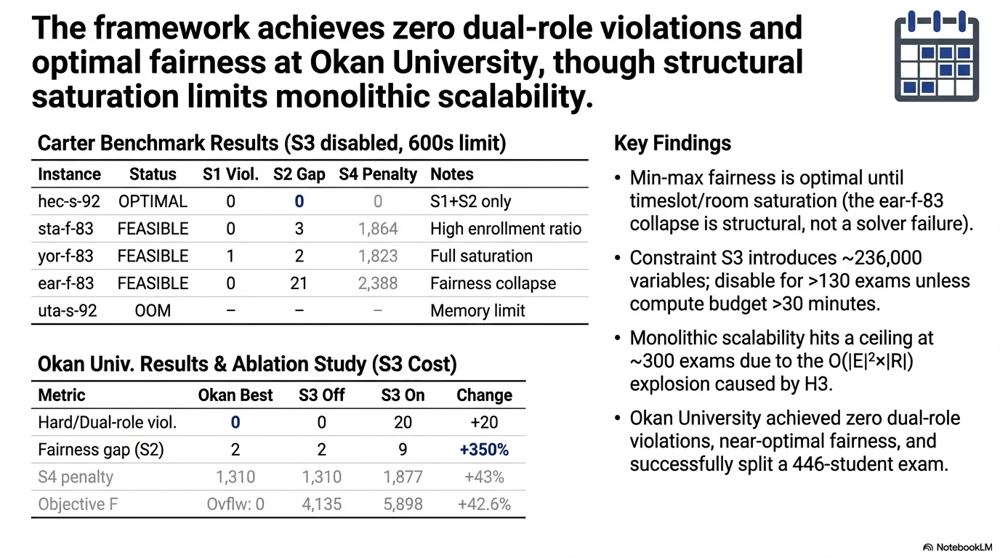 The framework achieves zero dual-role violations and
optimal fairness at Okan University, though structural
saturation limits monolithic scalability.
Carter Benchmark Results (S3 disabled, 600s limit)
Instance Status S1 Viol. S2 Gap S4 Penalty Notes
hec-s-92 OPTIMAL 0 0 0 S1+S2 only
sta-f-83 FEASIBLE 0 3 1,864 High enrollment ratio
yor-f-83 FEASIBLE 1 2 1,823 Full saturation
ear-f-83 FEASIBLE 0 21 2,388 Fairness collapse
uta-s-92 OOM – – – Memory limit
Okan Univ. Results & Ablation Study (S3 Cost)
Metric Okan Best S3 Off S3 On Change
Hard/Dual-role viol. 0 0 20 +20
Fairness gap (S2) 2 2 9 +350%
S4 penalty 1,310 1,310 1,877 +43%
Objective F Ovflw: 0 4,135 5,898 +42.6%
Key Findings
• Min-max fairness is optimal until
timeslot/room saturation (the ear-f-83
collapse is structural, not a solver failure).
• Constraint S3 introduces ~236,000
variables; disable for >130 exams unless
compute budget >30 minutes.
• Monolithic scalability hits a ceiling at
~300 exams due to the O(|E|²×|R|)
explosion caused by H3.
• Okan University achieved zero dual-role
violations, near-optimal fairness, and
successfully split a 446-student exam.
NotebookLM